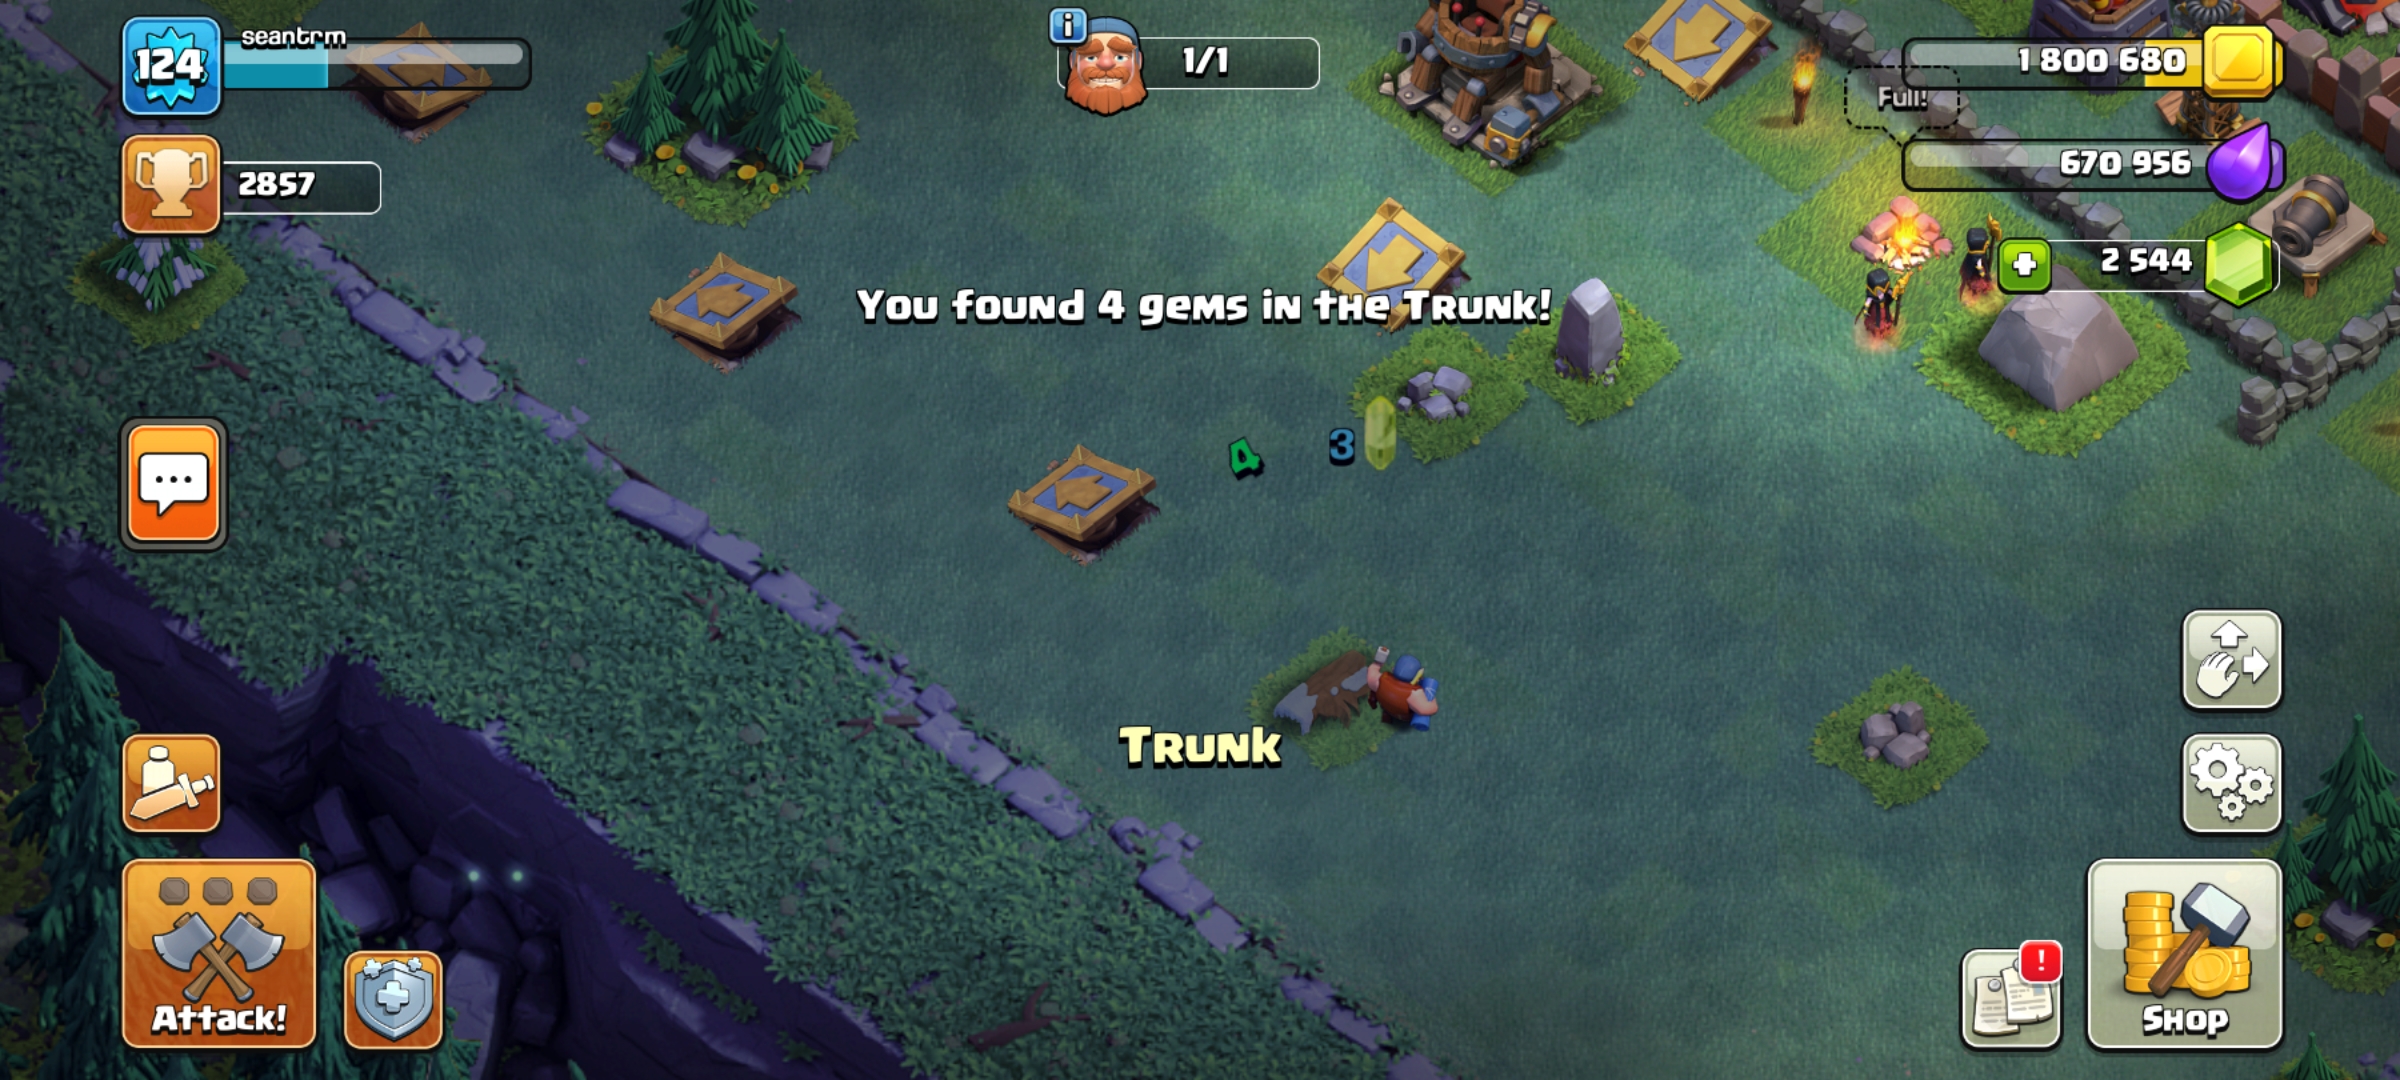 124
seantrm
1/1
1 800 680
Full!
2857
670 956
2 544
You found 4 gems in the Trunk!
4
3
Trunk
Attack!
!
Shop